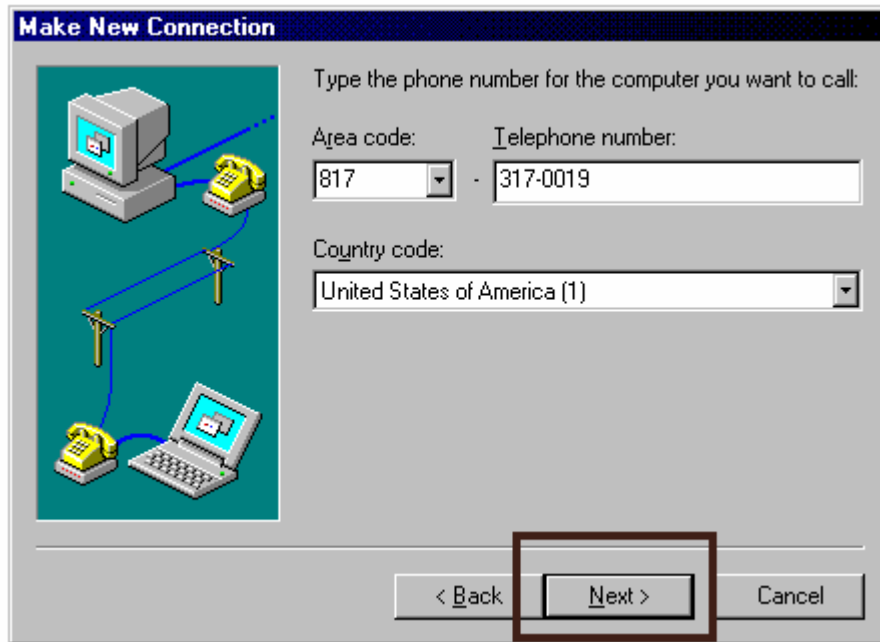 Make New Connection
Type the phone number for the computer you want to call:
Area code: Telephone number:
817 - 317-0019
Country code:
United States of America (1)
< Back Next > Cancel